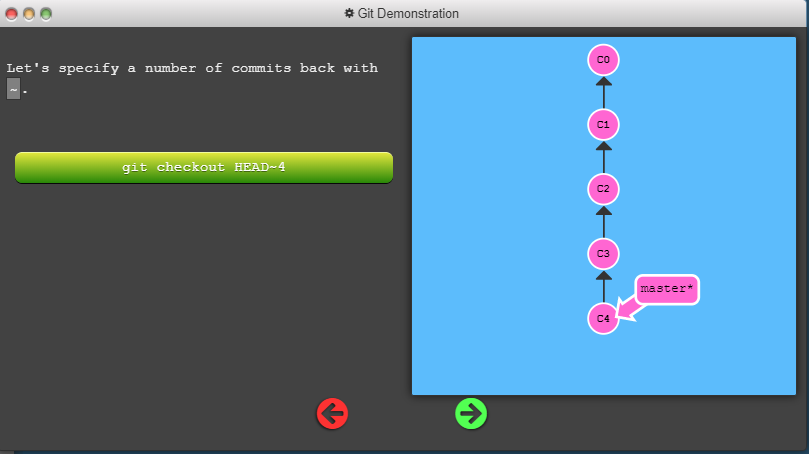 Git Demonstration
Let's specify a number of commits back with
~.
git checkout HEAD~4
C0
C1
C2
C3
master*
C4